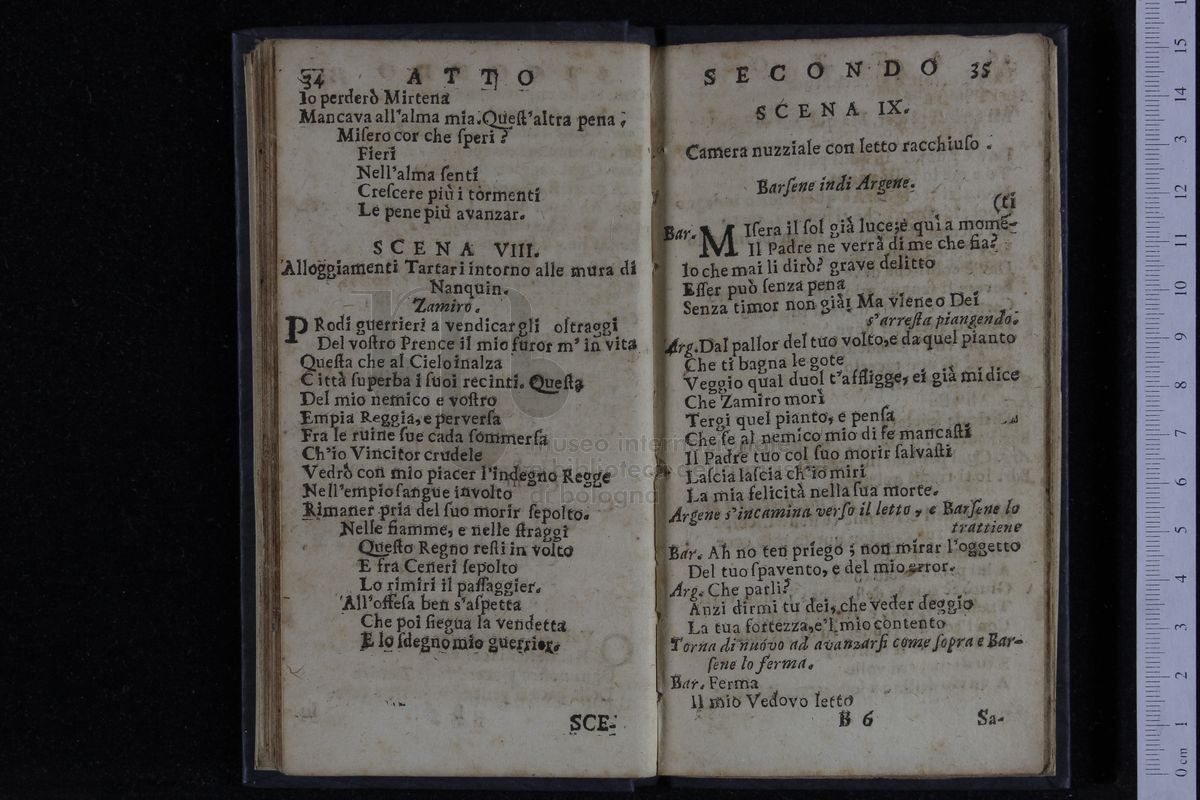 34 ATTO
Io perderò Mirtena
Mancava all'alma mia. Queſt'altra pena;
Miſero cor che ſperi?
Fieri
Nell'alma ſenti
Creſcere più i tormenti
Le pene più avanzar.
SCENA VIII.
Alloggiamenti Tartari intorno alle mura di
Nanquin.
Zamiro.
PRodi guerrieri a vendicar gli oltraggi
Del voſtro Prence il mio furor m' in vita
Queſta che al Cielo inalza
Città ſuperba i ſuoi recinti. Queſta
Del mio nemico e voſtro
Empia Reggia, e perverſa
Fra le ruine ſue cada ſommerſa
Ch'io Vincitor crudele
Vedrò con mio piacer l'indegno Regge
Nell'empio ſangue involto
Rimaner pria del ſuo morir ſepolto.
Nelle fiamme, e nelle ſtraggi
Queſto Regno reſti in volto
E fra Ceneri ſepolto
Lo rimiri il paſſaggier.
All'offeſa ben s'aſpetta
Che poi ſiegua la vendetta
E lo ſdegno mio guerrier.
SCE-
SECONDO 35
SCENA IX.
Camera nuzziale con letto racchiuſo.
Barſene indi Argene.
(ti
Bar. MIſera il ſol già luce; e qui a momẽ-
Il Padre ne verrà di me che fia?
Io che mai li dirò? grave delitto
Eſſer può ſenza pena
Senza timor non già: Ma viene o Dei
s'arreſta piangendo.
Arg. Dal pallor del tuo volto, e da quel pianto
Che ti bagna le gote
Veggio qual duol t'affligge, ei già mi dice
Che Zamiro morì
Tergi quel pianto, e penſa
Che ſe al nemico mio di fe mancaſti
Il Padre tuo col ſuo morir ſalvaſti
Laſcia laſcia ch'io miri
La mia felicità nella ſua morte.
Argene s'incamina verſo il letto, e Barſene lo
trattiene
Bar. Ah no ten priego; non mirar l'oggetto
Del tuo ſpavento, e del mio error.
Arg. Che parli?
Anzi dirmi tu dei, che veder deggio
La tua fortezza, e'l mio contento
Torna di nuovo ad avanzarſi come ſopra e Bar-
ſene lo ferma.
Bar. Ferma
Il mio Vedovo letto
B 6 Sa-